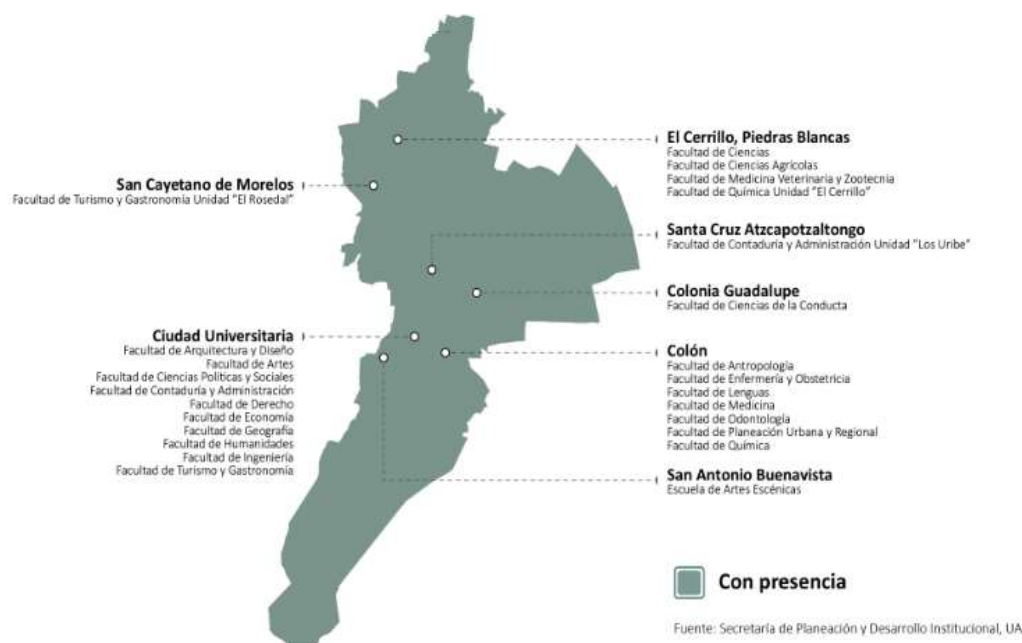 El Cerrillo, Piedras Blancas
Facultad de Ciencias
Facultad de Ciencias Agrícolas
Facultad de Medicina Veterinaria y Zootecnia
Facultad de Química Unidad "El Cerrillo"
San Cayetano de Morelos
Facultad de Turismo y Gastronomía Unidad "El Rosedal"
Santa Cruz Atzcapotzaltongo
Facultad de Contaduría y Administración Unidad "Los Uribe"
Colonia Guadalupe
Facultad de Ciencias de la Conducta
Ciudad Universitaria
Facultad de Arquitectura y Diseño
Facultad de Artes
Facultad de Ciencias Políticas y Sociales
Facultad de Contaduría y Administración
Facultad de Derecho
Facultad de Economía
Facultad de Geografía
Facultad de Humanidades
Facultad de Ingeniería
Facultad de Turismo y Gastronomía
Colón
Facultad de Antropología
Facultad de Enfermería y Obstetricia
Facultad de Lenguas
Facultad de Medicina
Facultad de Odontología
Facultad de Planeación Urbana y Regional
Facultad de Química
San Antonio Buenavista
Escuela de Artes Escénicas
Con presencia
Fuente: Secretaría de Planeación y Desarrollo Institucional, UA